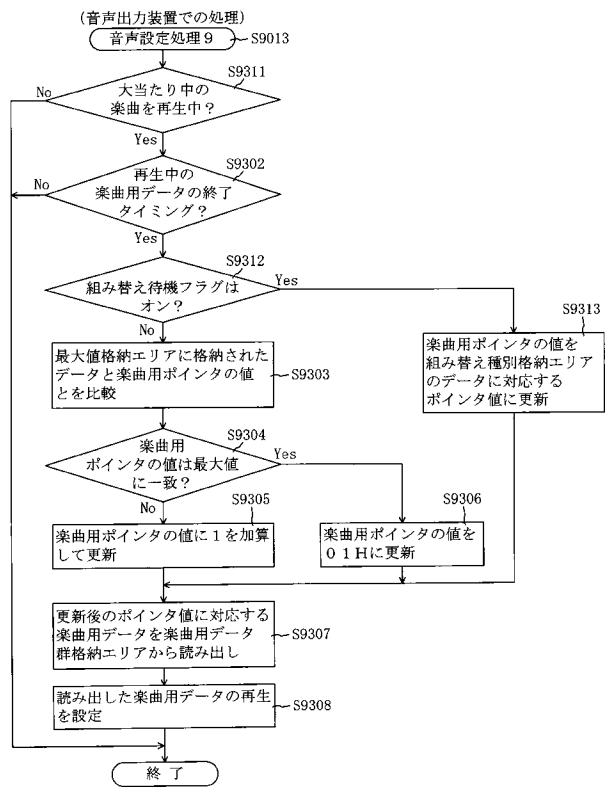 (音声出力装置での処理)
音声設定処理9
S9013
S9311
大当たり中の
楽曲を再生中？
No
Yes
S9302
再生中の
楽曲用データの終了
タイミング？
No
Yes
S9312
組み替え待機フラグは
オン？
Yes
No
S9313
楽曲用ポインタの値を
組み替え種別格納エリア
のデータに対応する
ポインタ値に更新
最大値格納エリアに格納された
データと楽曲用ポインタの値
とを比較
S9303
S9304
楽曲用
ポインタの値は最大値
に一致？
Yes
No
S9305
楽曲用ポインタの値に1を加算
して更新
S9306
楽曲用ポインタの値を
01Hに更新
更新後のポインタ値に対応する
楽曲用データを楽曲用データ
群格納エリアから読み出し
S9307
読み出した楽曲用データの再生
を設定
S9308
終了